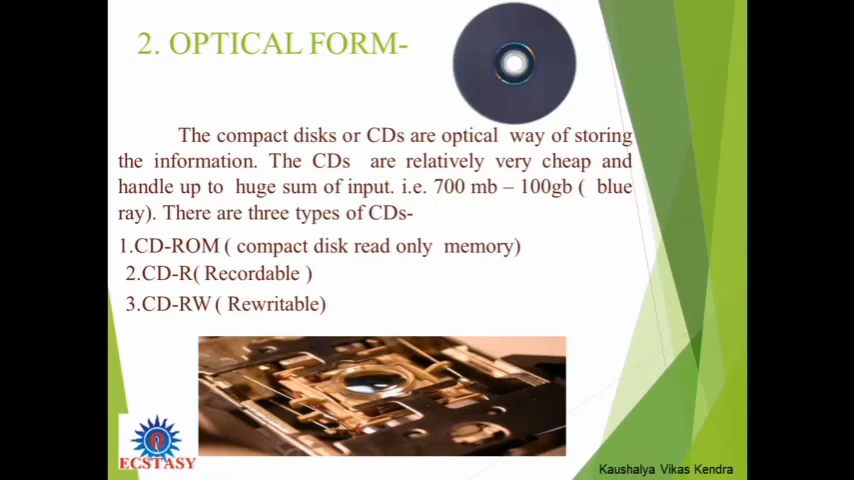 2. OPTICAL FORM-
The compact disks or CDs are optical way of storing
the information. The CDs are relatively very cheap and
handle up to huge sum of input. i.e. 700 mb – 100gb ( blue
ray). There are three types of CDs-
1.CD-ROM ( compact disk read only memory)
2.CD-R( Recordable )
3.CD-RW ( Rewritable)
ECSTASY
Kaushalya Vikas Kendra